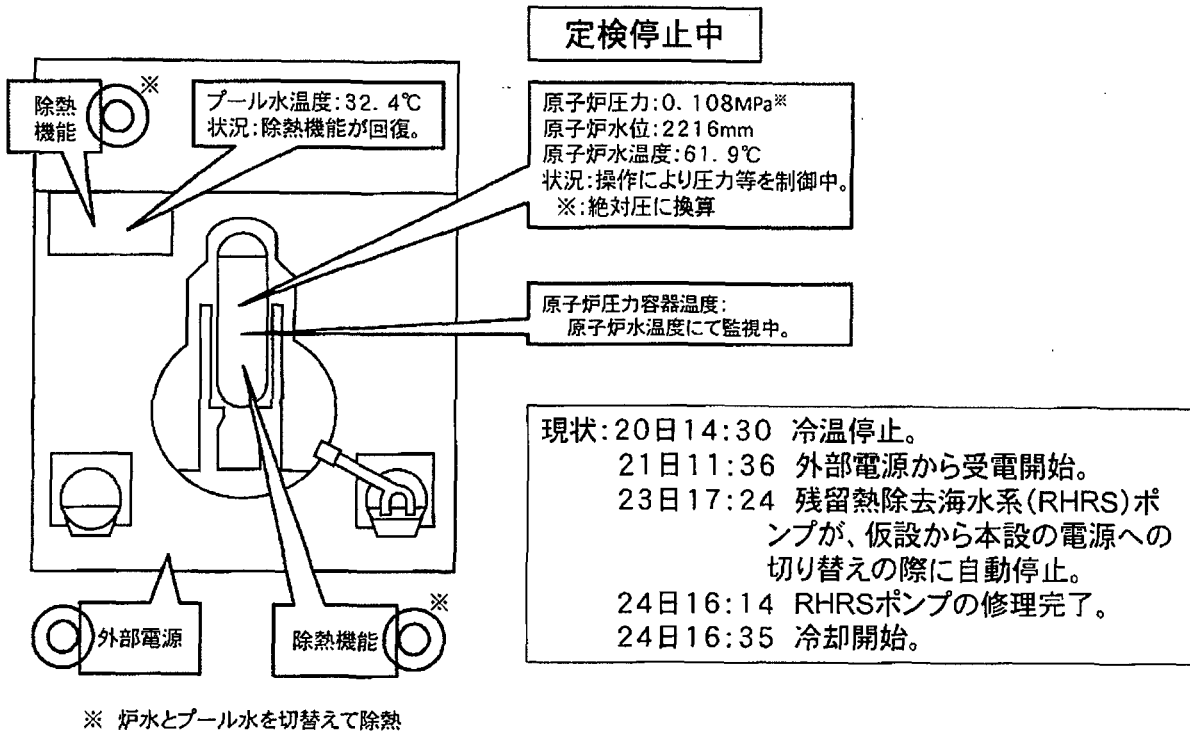 定検停止中
除熱
機能
※
プール水温度:32.4℃
状況:除熱機能が回復。
原子炉圧力:0.108MPa※
原子炉水位:2216mm
原子炉水温度:61.9℃
状況:操作により圧力等を制御中。
※:絶対圧に換算
原子炉圧力容器温度:
原子炉水温度にて監視中。
現状:20日14:30 冷温停止。
21日11:36 外部電源から受電開始。
23日17:24 残留熱除去海水系(RHRS)ポ
ンプが、仮設から本設の電源への
切り替えの際に自動停止。
24日16:14 RHRSポンプの修理完了。
24日16:35 冷却開始。
外部電源
除熱機能
※
※ 炉水とプール水を切替えて除熱